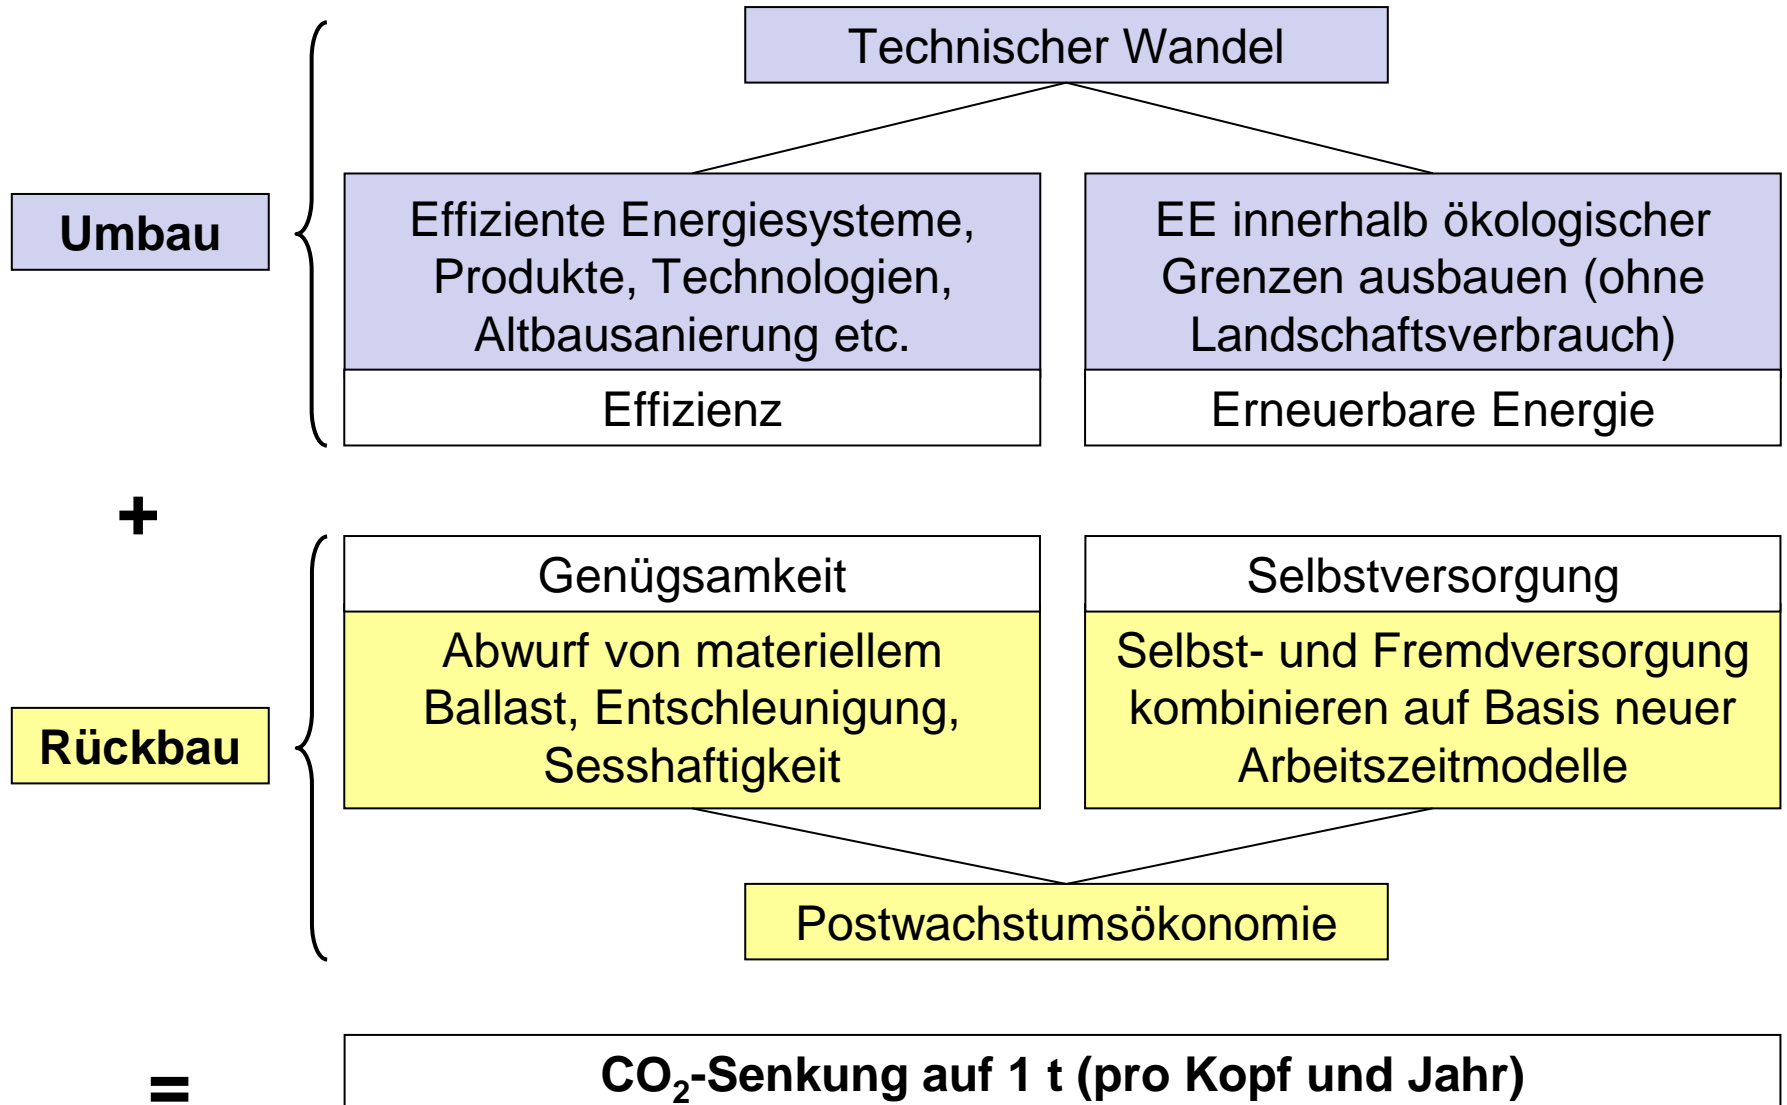 Technischer Wandel
Umbau
Effiziente Energiesysteme,
Produkte, Technologien,
Altbausanierung etc.
Effizienz
EE innerhalb ökologischer
Grenzen ausbauen (ohne
Landschaftsverbrauch)
Erneuerbare Energie
+
Rückbau
Genügsamkeit
Abwurf von materiellem
Ballast, Entschleunigung,
Sesshaftigkeit
Selbstversorgung
Selbst- und Fremdversorgung
kombinieren auf Basis neuer
Arbeitszeitmodelle
Postwachstumsökonomie
=
CO₂-Senkung auf 1 t (pro Kopf und Jahr)